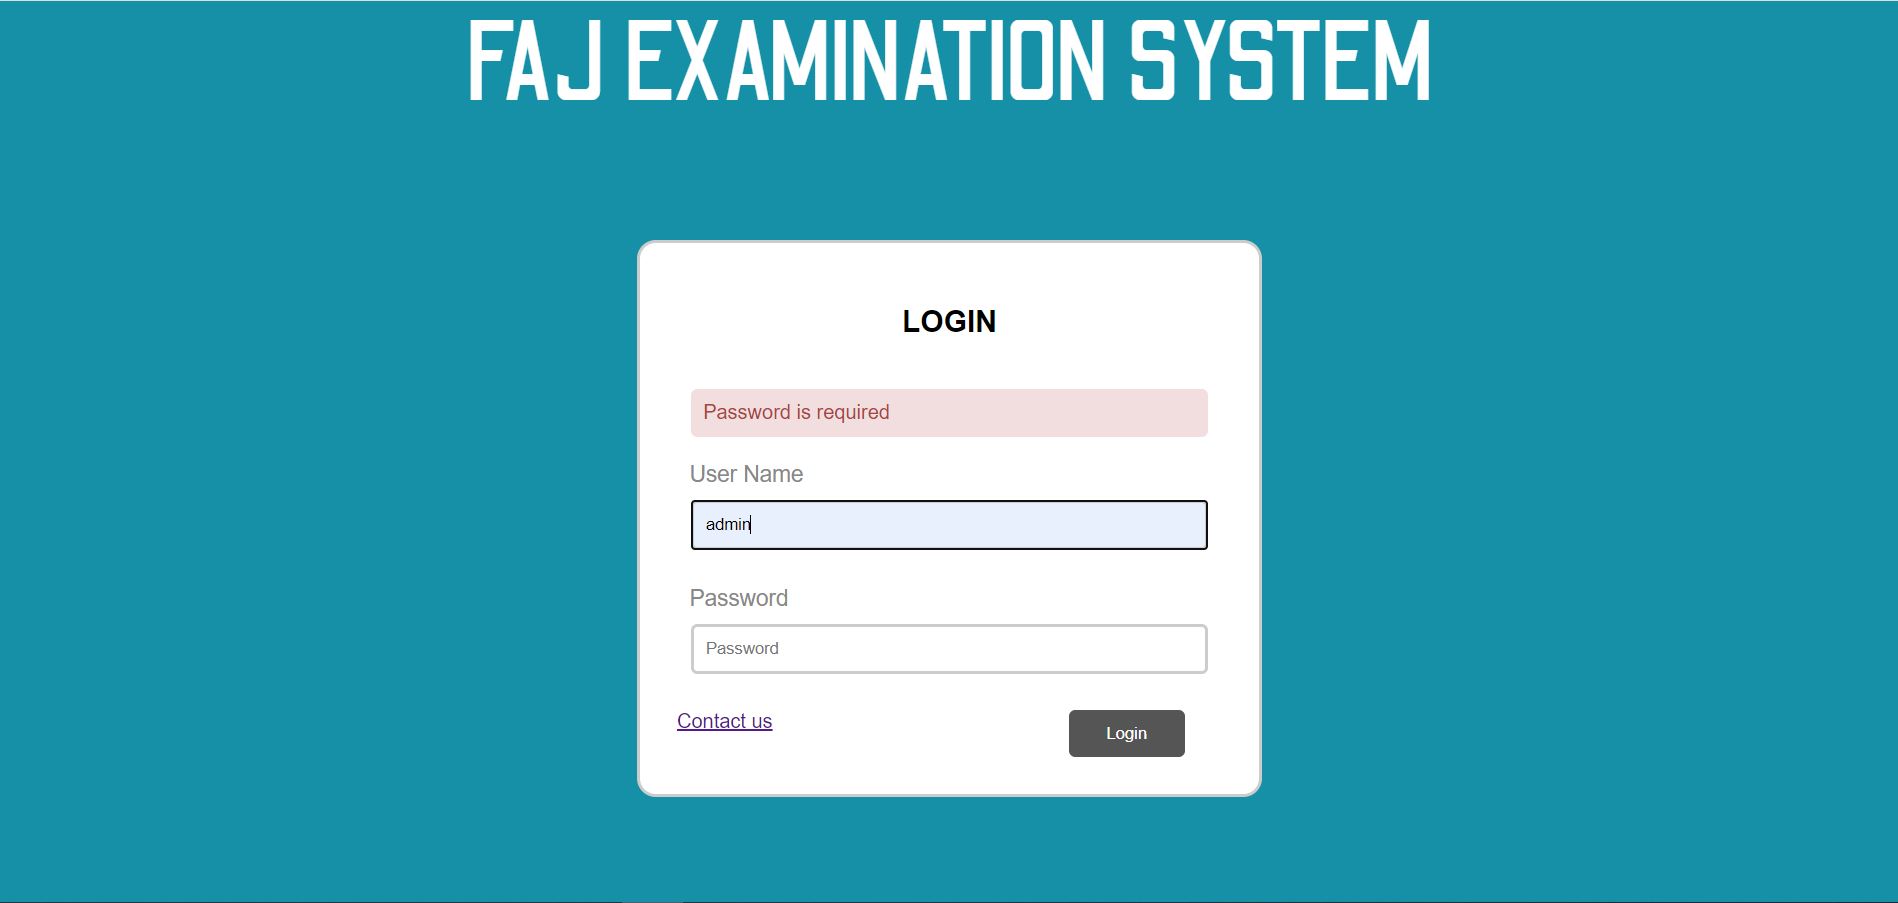 FAJ EXAMINATION SYSTEM
LOGIN
Password is required
User Name
admin
Password
Password
Contact us
Login